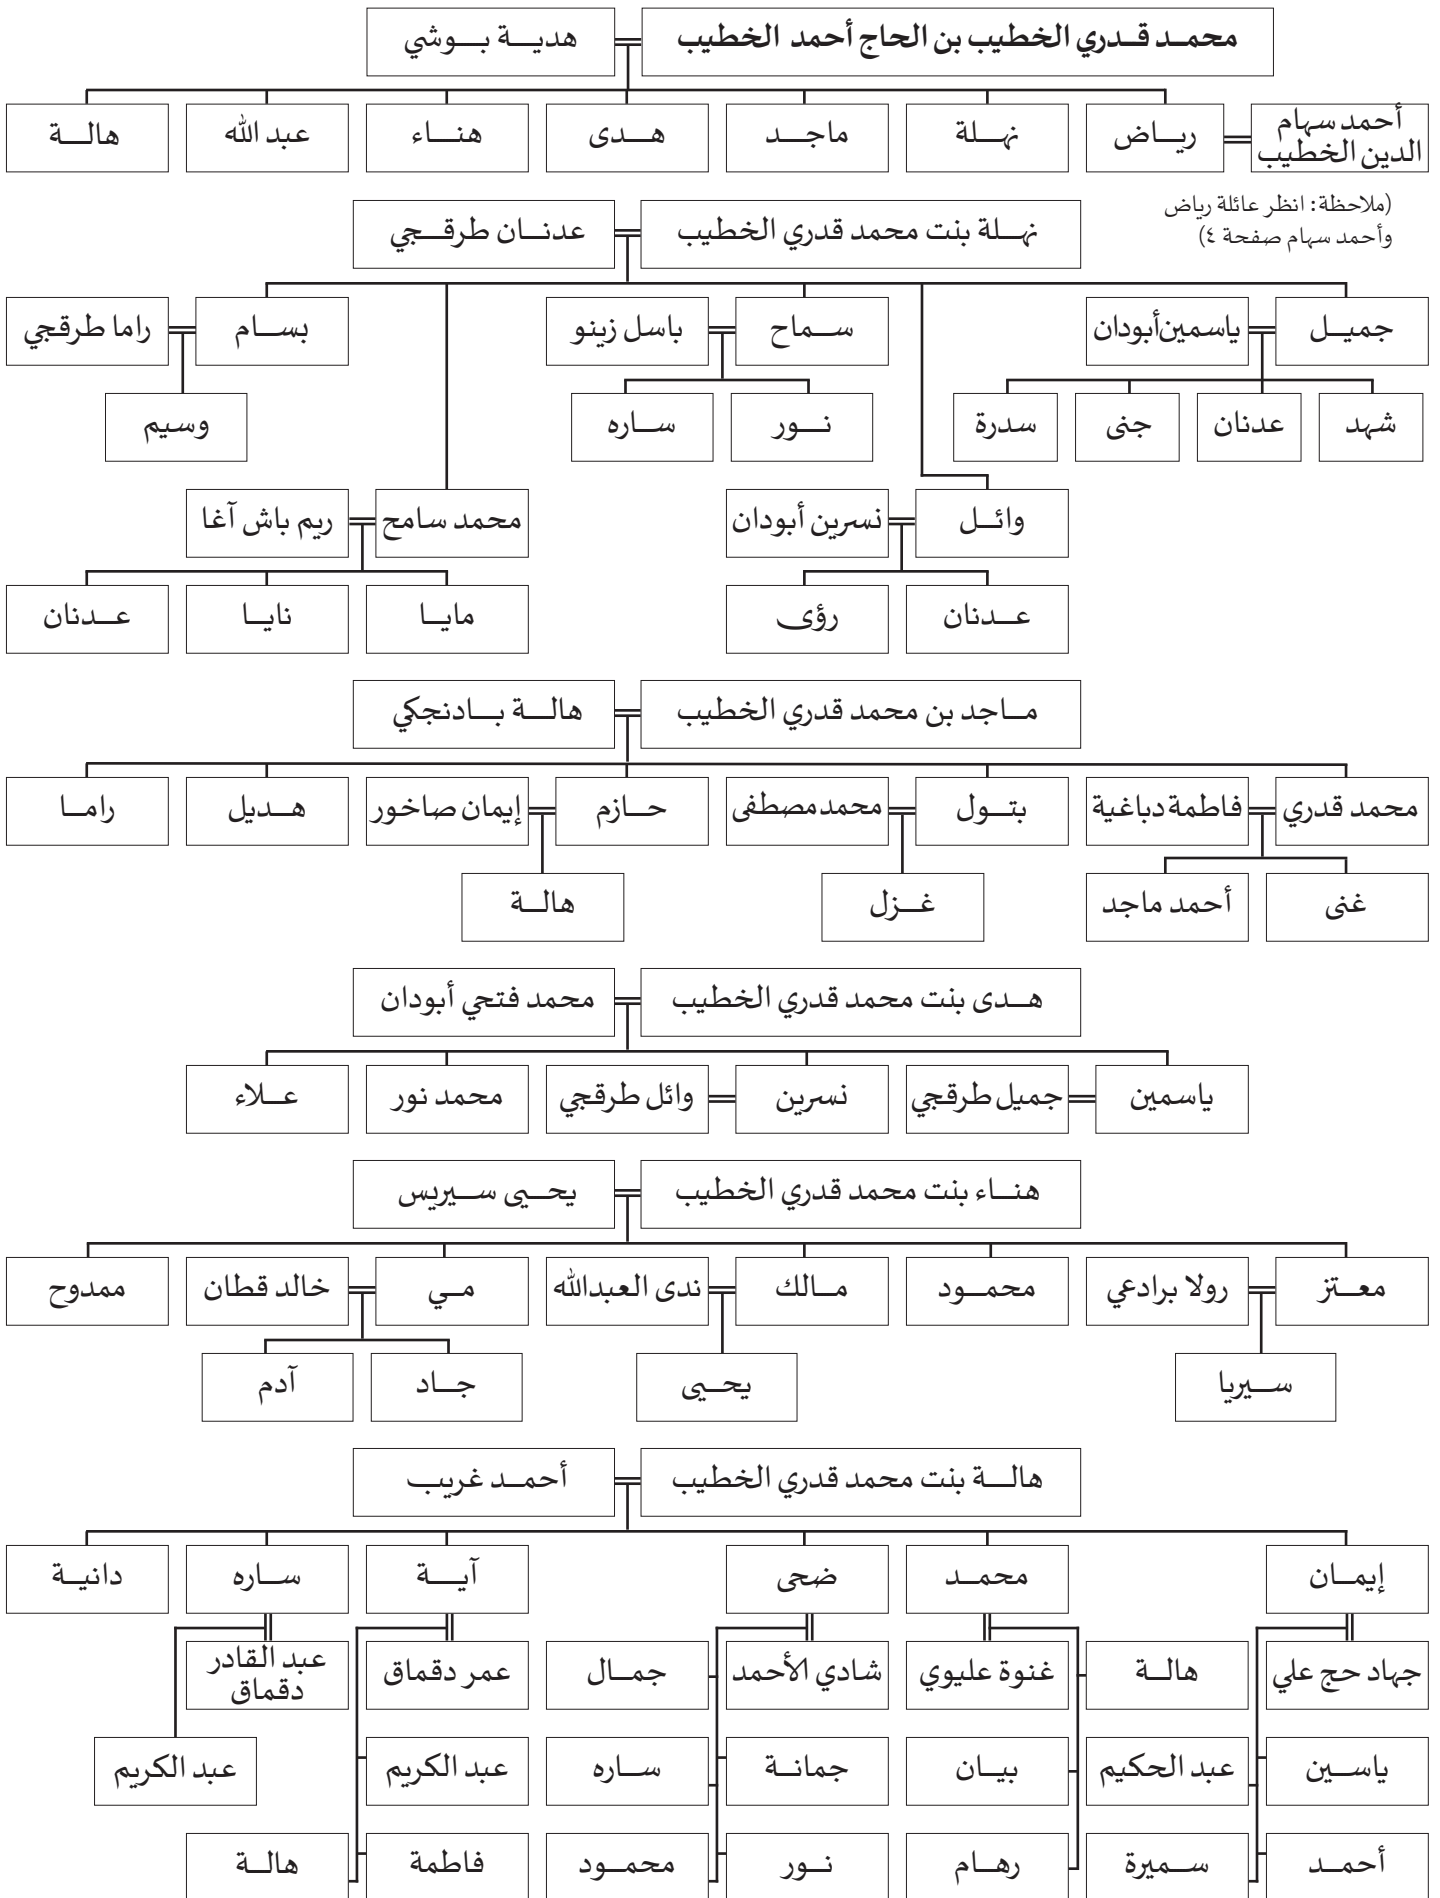 محمد قدري الخطيب بن الحاج أحمد الخطيب
هدية بوشي
أحمد سهام
الدين الخطيب
رياض
نهلة
ماجد
هدى
هناء
عبد الله
هالة
(ملاحظة: انظر عائلة رياض
وأحمد سهام صفحة ٤)
نهلة بنت محمد قدري الخطيب
عدنان طرقجي
جميل
ياسمين أبودان
سماح
باسل زينو
بسام
راما طرقجي
شهد
عدنان
جنى
سدرة
نور
ساره
وسيم
وائل
نسرين أبودان
محمد سامح
ريم باش آغا
عدنان
رؤى
مايا
نايا
عدنان
ماجد بن محمد قدري الخطيب
هالة بادنجكي
محمد قدري
فاطمة دباغية
بتول
محمد مصطفى
حازم
إيمان صاخور
هديل
راما
غنى
أحمد ماجد
غزل
هالة
هدى بنت محمد قدري الخطيب
محمد فتحي أبودان
ياسمين
جميل طرقجي
نسرين
وائل طرقجي
محمد نور
علاء
هناء بنت محمد قدري الخطيب
يحيى سيريس
معتز
رولا برادعي
محمود
مالك
ندى العبدالله
مي
خالد قطان
ممدوح
سيريا
يحيى
جاد
آدم
هالة بنت محمد قدري الخطيب
أحمد غريب
إيمان
محمد
ضحى
آية
ساره
دانية
جهاد حج علي
هالة
غنوة عليوي
شادي الأحمد
جمال
عمر دقماق
عبد القادر
دقماق
ياسين
عبد الحكيم
بيان
جمانة
ساره
عبد الكريم
عبد الكريم
أحمد
سميرة
رهام
نور
محمود
فاطمة
هالة